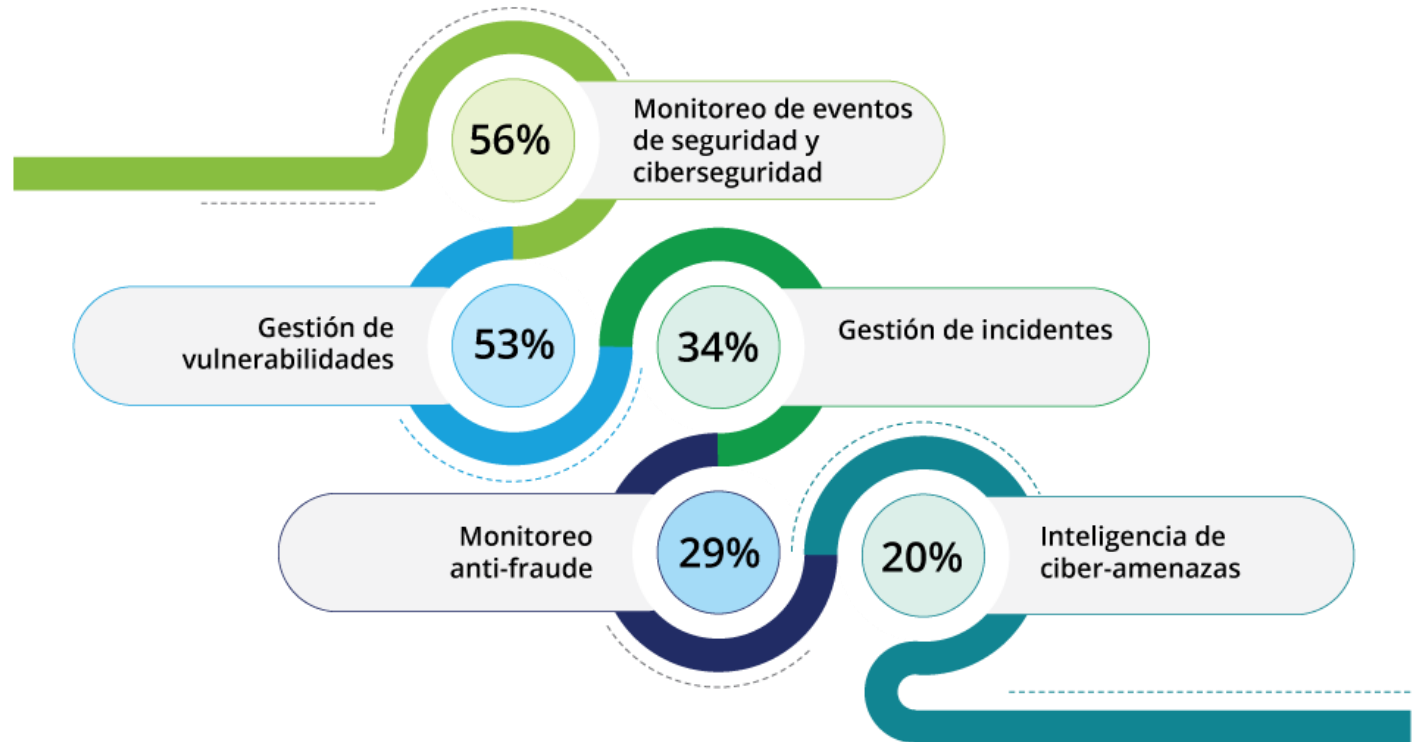 56%
Monitoreo de eventos
de seguridad y
ciberseguridad
Gestión de
vulnerabilidades
53%
34%
Gestión de incidentes
Monitoreo
anti-fraude
29%
20%
Inteligencia de
ciber-amenazas